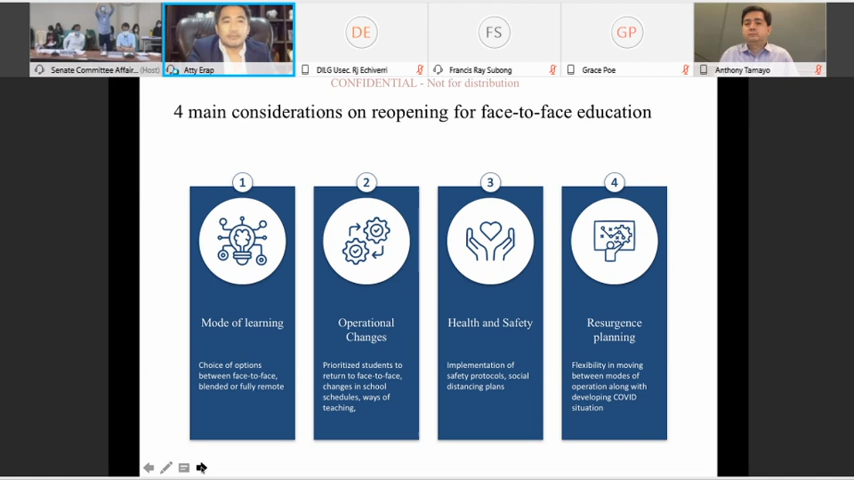 Senate Committee Affair... (Host)
Atty Erap
DE
DILG Usec. Rj Echiverri
FS
Francis Ray Subong
GP
Grace Poe
Anthony Tamayo
CONFIDENTIAL - Not for distribution
4 main considerations on reopening for face-to-face education
1
Mode of learning
Choice of options
between face-to-face,
blended or fully remote
2
Operational
Changes
Prioritized students to
return to face-to-face,
changes in school
schedules, ways of
teaching,
3
Health and Safety
Implementation of
safety protocols, social
distancing plans
4
Resurgence
planning
Flexibility in moving
between modes of
operation along with
developing COVID
situation